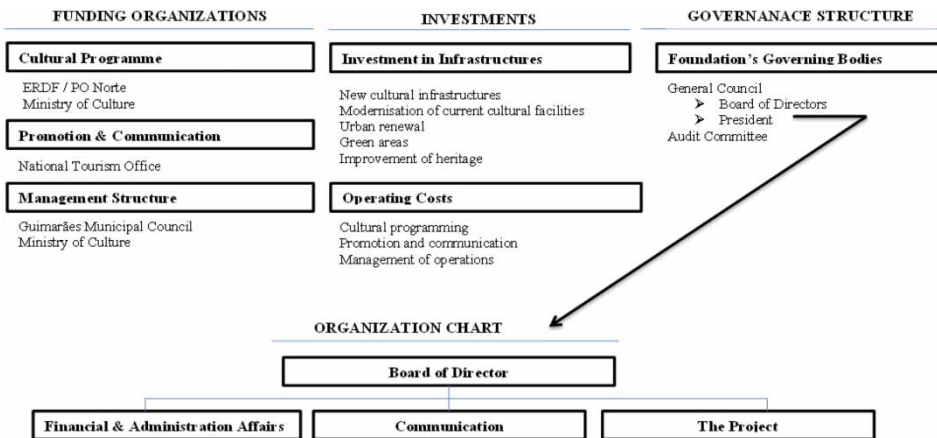 FUNDING ORGANIZATIONS
Cultural Programme
ERDF / PO Norte
Ministry of Culture
Promotion & Communication
National Tourism Office
Management Structure
Guimarães Municipal Council
Ministry of Culture
INVESTMENTS
Investment in Infrastructures
New cultural infrastructures
Modernisation of current cultural facilities
Urban renewal
Green areas
Improvement of heritage
Operating Costs
Cultural programming
Promotion and communication
Management of operations
GOVERNANACE STRUCTURE
Foundation's Governing Bodies
General Council
➢ Board of Directors
➢ President
Audit Committee
ORGANIZATION CHART
Board of Director
Financial & Administration Affairs
Communication
The Project